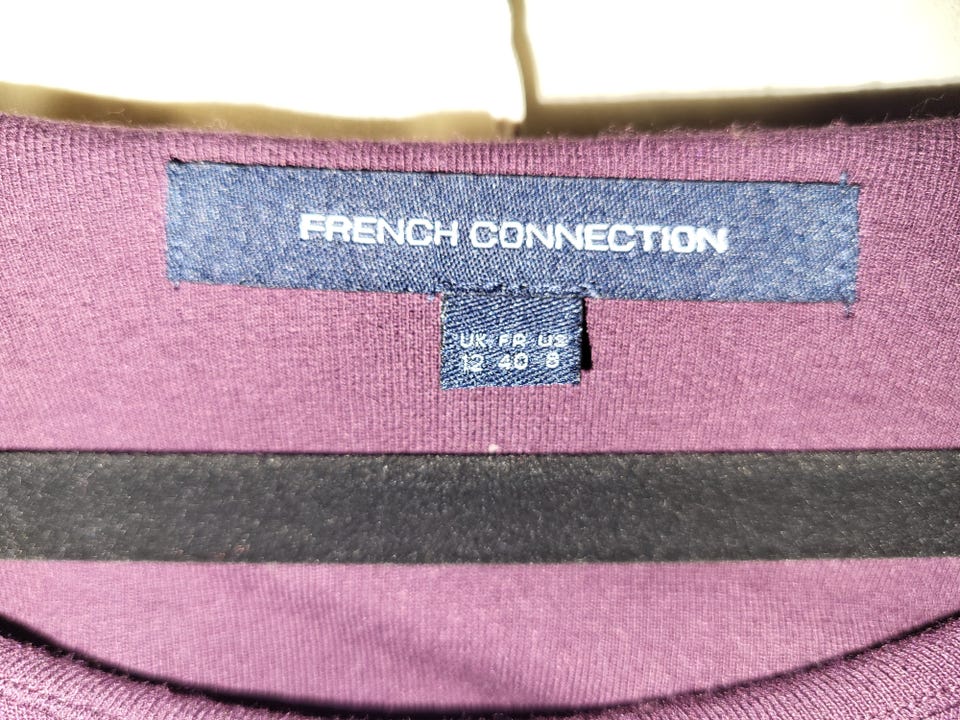 FRENCH CONNECTION
UK FR US
12 40 8